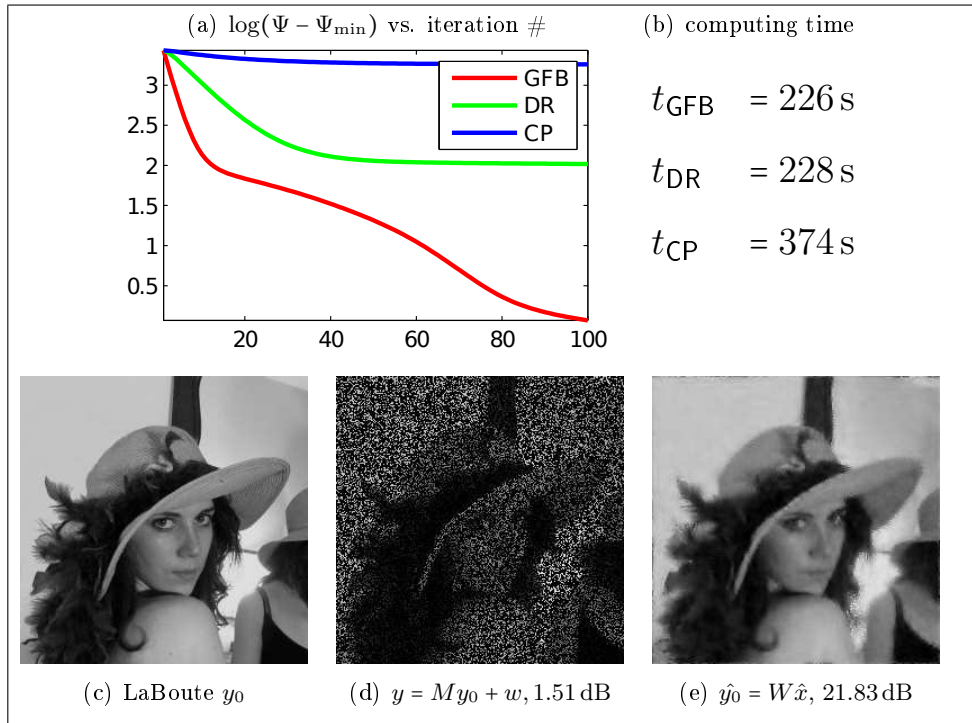 (a) log(Ψ − Ψmin) vs. iteration #
(b) computing time
3
2.5
2
1.5
1
0.5
20 40 60 80 100
GFB
DR
CP
tGFB = 226 s
tDR = 228 s
tCP = 374 s
(c) LaBoute y0
(d) y = My0 + w, 1.51 dB
(e) ŷ0 = Wx̂, 21.83 dB